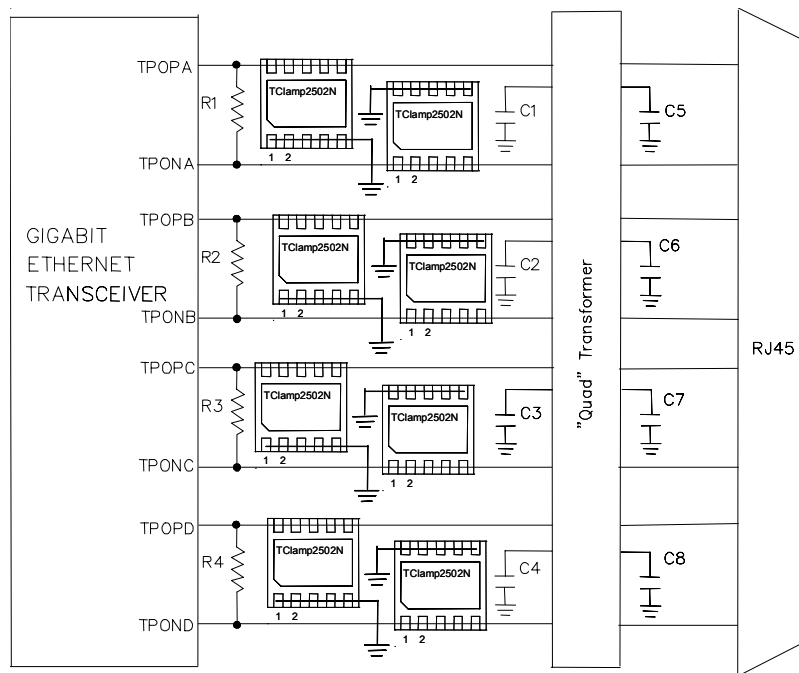 GIGABIT
ETHERNET
TRANSCEIVER
TPOPA
R1
TClamp2502N
1 2
TClamp2502N
1 2
C1
C5
TPONA
TPOPB
R2
TClamp2502N
1 2
TClamp2502N
1 2
C2
C6
TPONB
TPOPC
R3
TClamp2502N
1 2
TClamp2502N
1 2
C3
C7
TPONC
TPOPD
R4
TClamp2502N
1 2
TClamp2502N
1 2
C4
C8
TPOND
"Quad" Transformer
RJ45